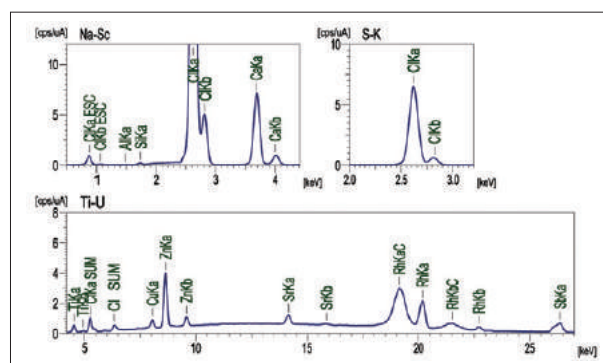 [cps/uA] Na-Sc
10
5
0
ClKa ESC
ClKb ESC
AlKa
SiKa
ClKa
ClKb
CaKa
CaKb
1 2 3 4
[keV]
[cps/uA] S-K
10
5
0
ClKa
ClKb
2.0 2.5 3.0
[keV]
[cps/uA] Ti-U
8
6
4
2
0
TiKa
TiKb
ClKa SUM
Cl SUM
CuKa
ZnKa
ZnKb
SrKa
SrKb
RhKaC
RhKa
RhKbC
RhKb
SbKa
5 10 15 20 25
[keV]